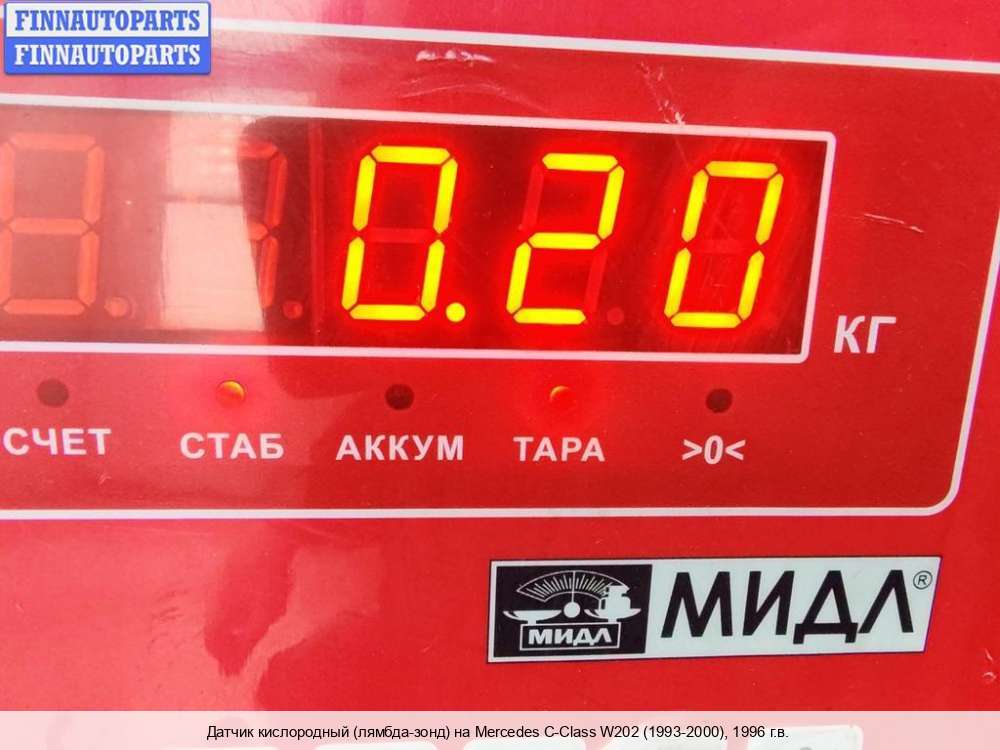 FINNAUTOPARTS
FINNAUTOPARTS
0.20
КГ
СЧЕТ СТАБ АККУМ ТАРА >0<
МИДЛ МИДЛ®
Датчик кислородный (лямбда-зонд) на Mercedes C-Class W202 (1993-2000), 1996 г.в.